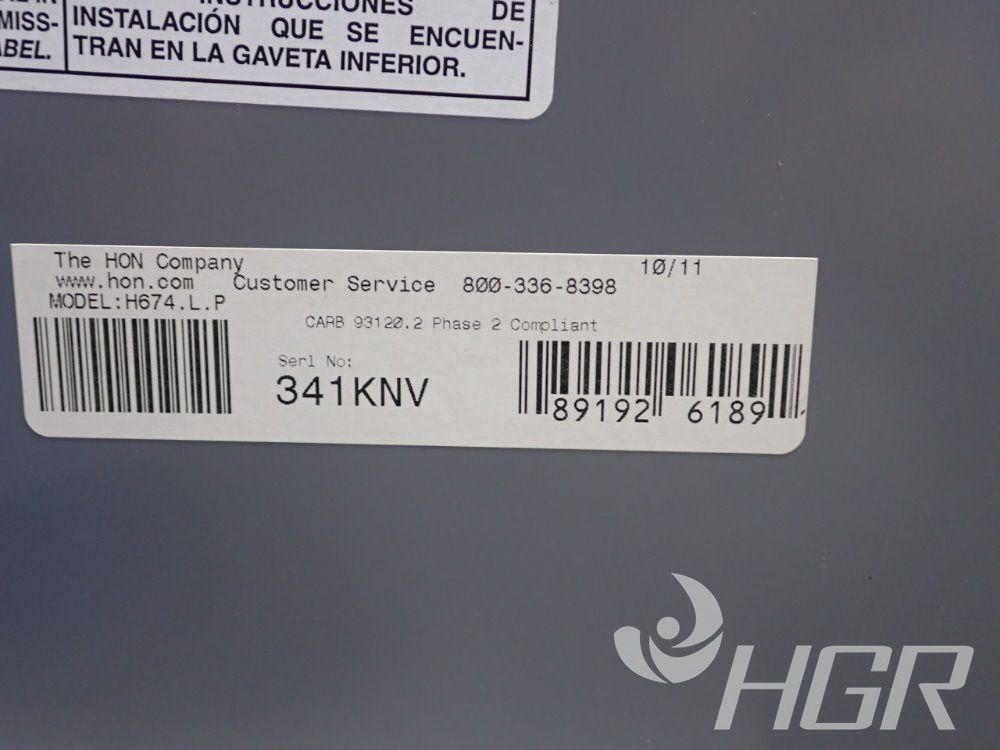 INSTRUCCIONES DE
MISS- INSTALACIÓN QUE SE ENCUEN-
ABEL. TRAN EN LA GAVETA INFERIOR.
The HON Company 10/11
www.hon.com Customer Service 800-336-8398
MODEL:H674.L.P
CARB 93120.2 Phase 2 Compliant
Serl No:
341KNV
89192 6189
HGR